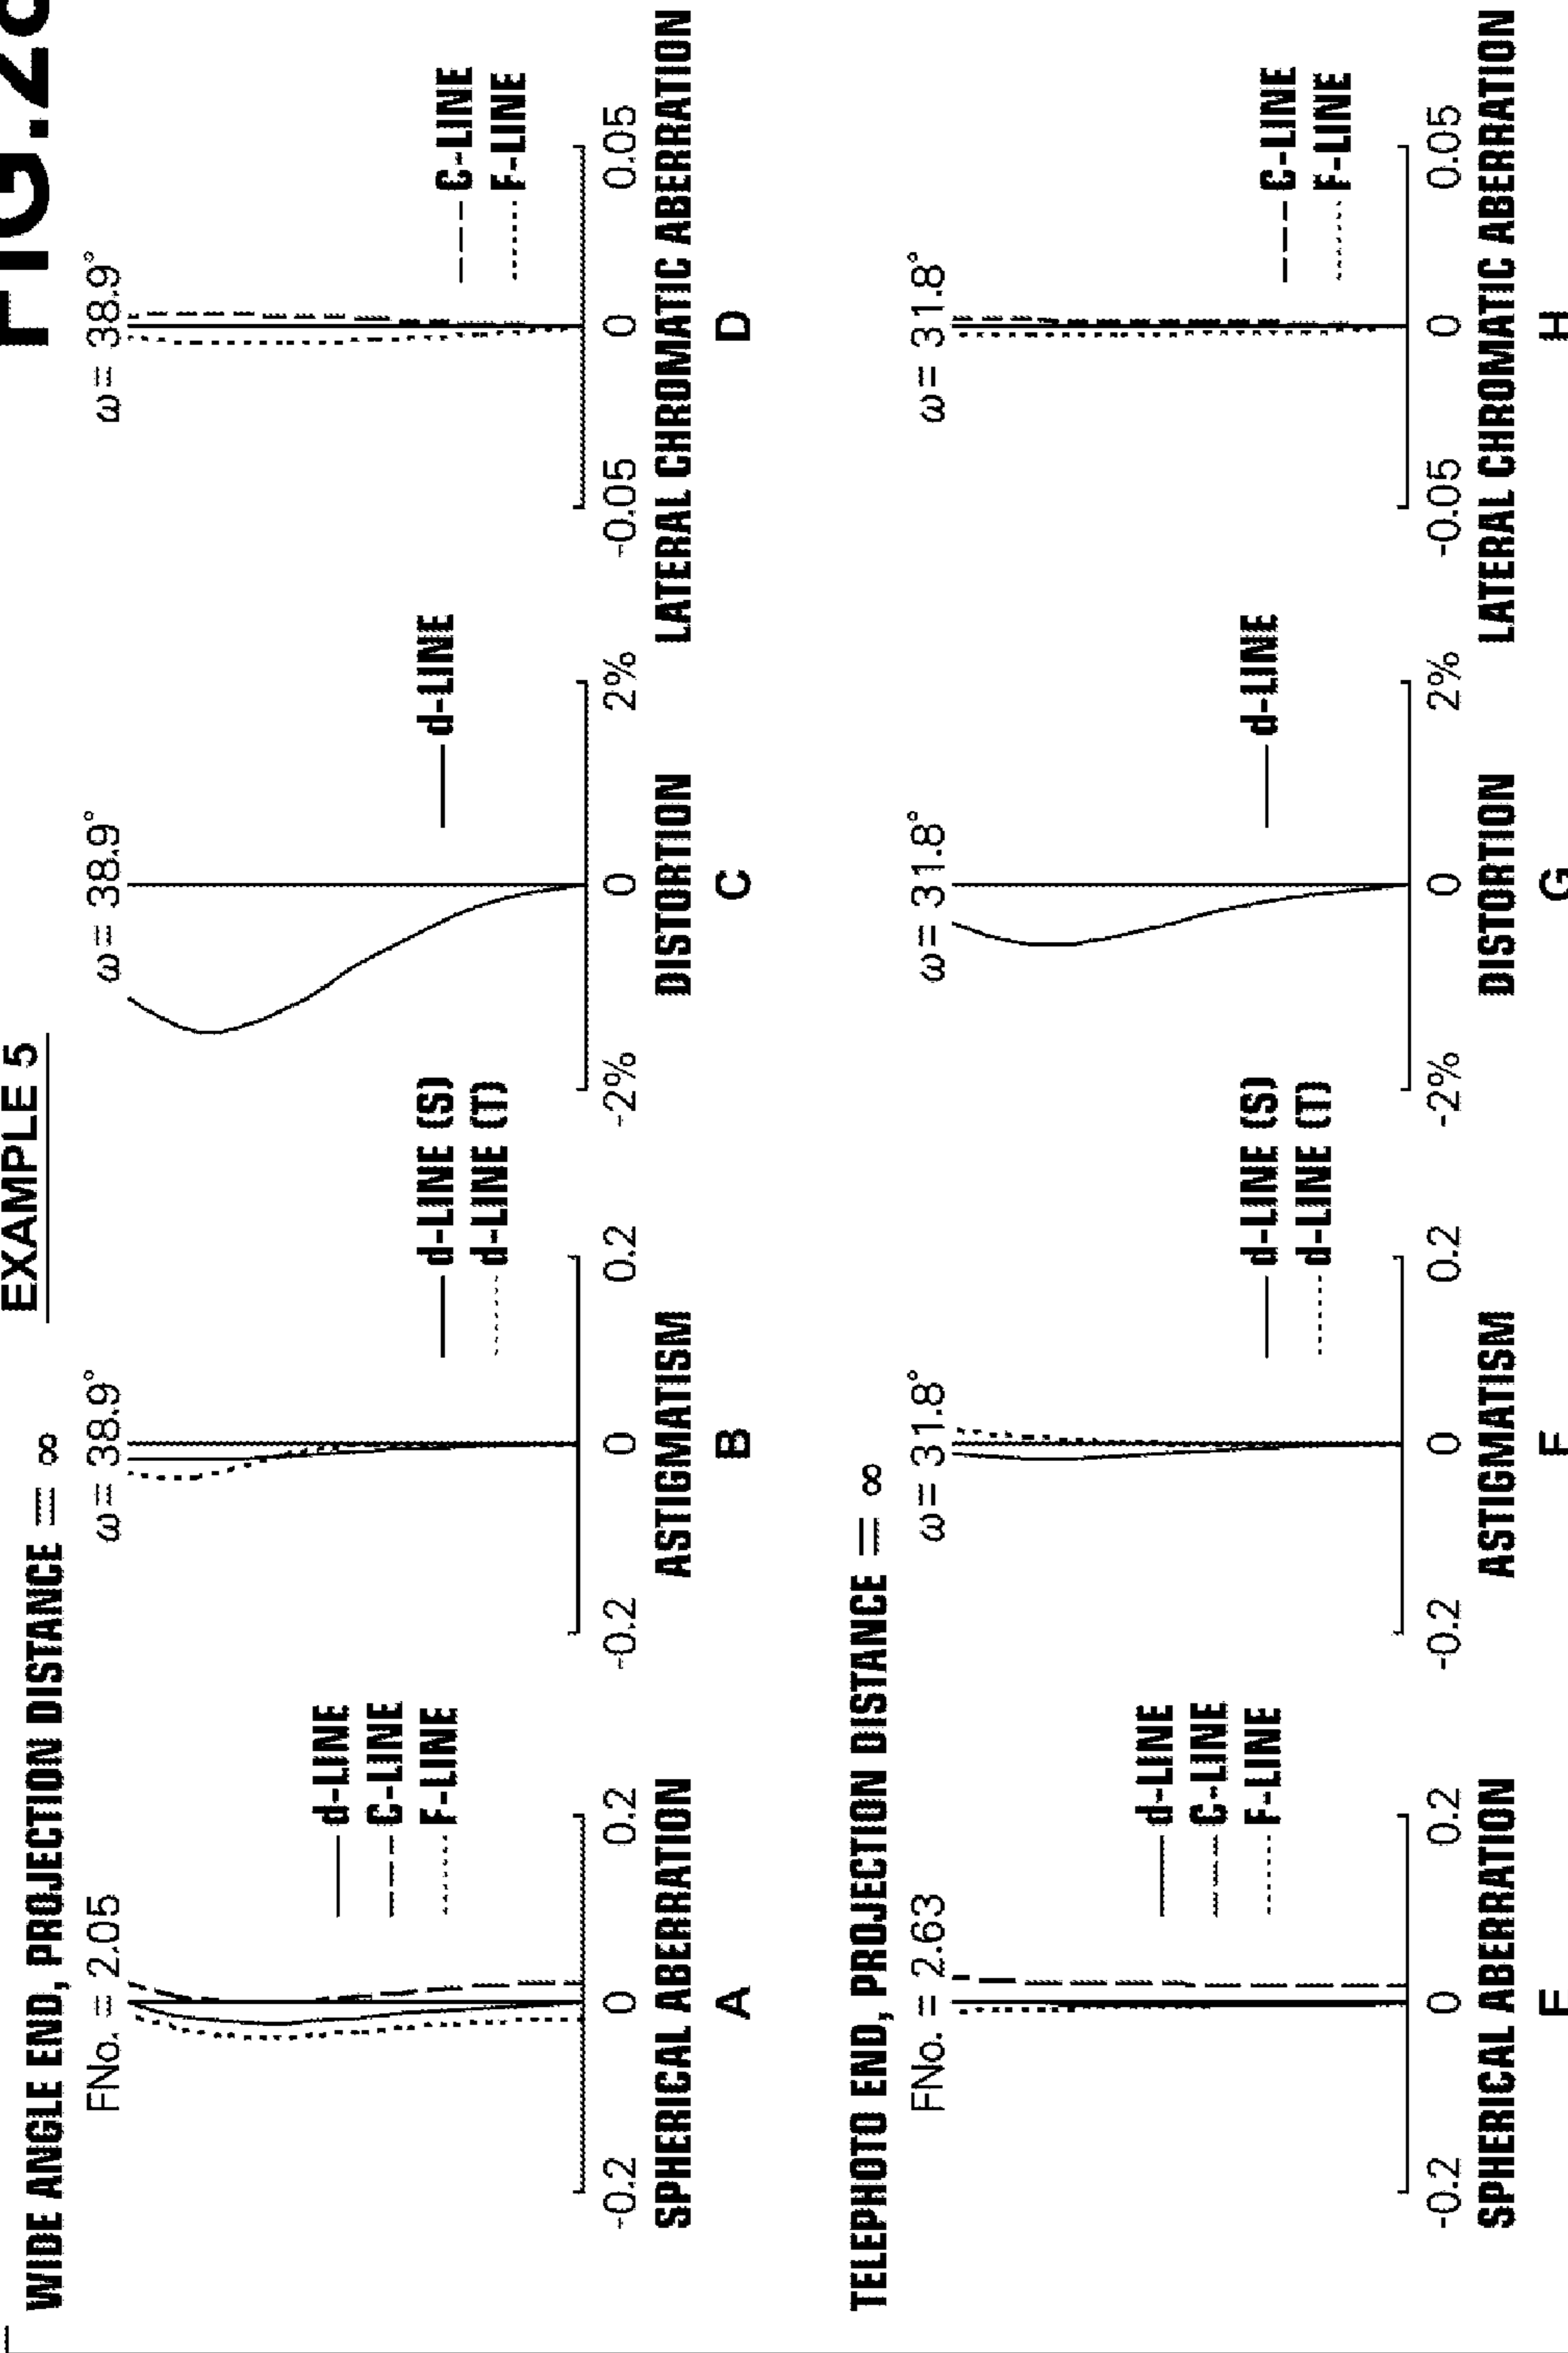 EXAMPLE 5
WIDE ANGLE END, PROJECTION DISTANCE = ∞
FNo. = 2.05
d-LINE
C-LINE
F-LINE
-0.2 0 0.2
SPHERICAL ABERRATION
A
ω = 38.9°
d-LINE (S)
d-LINE (T)
-0.2 0 0.2
ASTIGMATISM
B
ω = 38.9°
d-LINE
-2% 0 2%
DISTORTION
C
ω = 38.9°
C-LINE
F-LINE
-0.05 0 0.05
LATERAL CHROMATIC ABERRATION
D
TELEPHOTO END, PROJECTION DISTANCE = ∞
FNo. = 2.63
d-LINE
C-LINE
F-LINE
-0.2 0 0.2
SPHERICAL ABERRATION
ω = 31.8°
d-LINE (S)
d-LINE (T)
-0.2 0 0.2
ASTIGMATISM
ω = 31.8°
d-LINE
-2% 0 2%
DISTORTION
G
ω = 31.8°
C-LINE
F-LINE
-0.05 0 0.05
LATERAL CHROMATIC ABERRATION
H